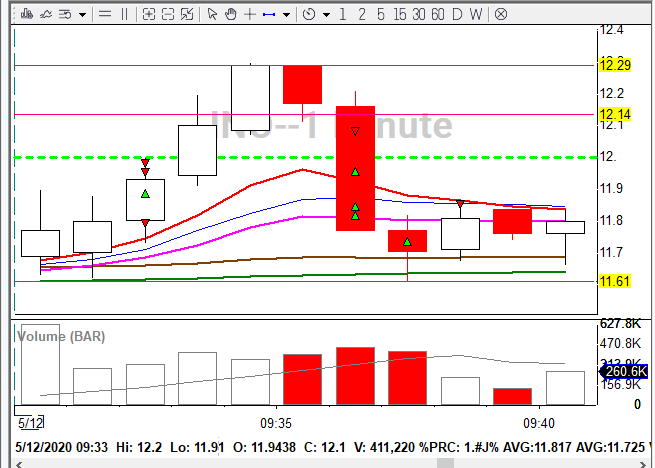 1 2 5 15 30 60 D W
12.4
12.29
12.2
12.14
12.1
INO--1 Minute
12.
11.9
11.8
11.7
11.61
Volume (BAR)
627.8K
470.8K
260.6K
156.9K
0
5/12
09:35
09:40
5/12/2020 09:33 Hi: 12.2 Lo: 11.91 O: 11.9438 C: 12.1 V: 411,220 %PRC: 1.#J% AVG:11.817 AVG:11.725